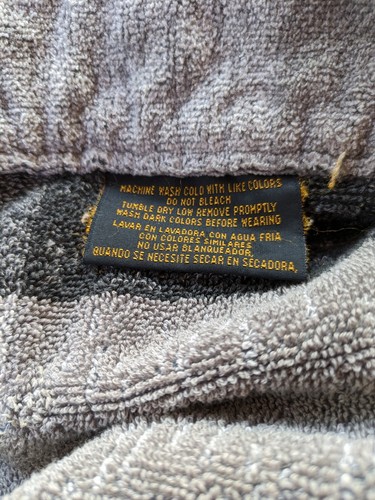 MACHINE WASH COLD WITH LIKE COLORS
DO NOT BLEACH
TUMBLE DRY LOW REMOVE PROMPTLY
WASH DARK COLORS BEFORE WEARING
LAVAR EN LAVADORA CON AGUA FRIA
CON COLORES SIMILARES
NO USAR BLANQUEADOR,
QUANDO SE NECESITE SECAR EN SECADORA,